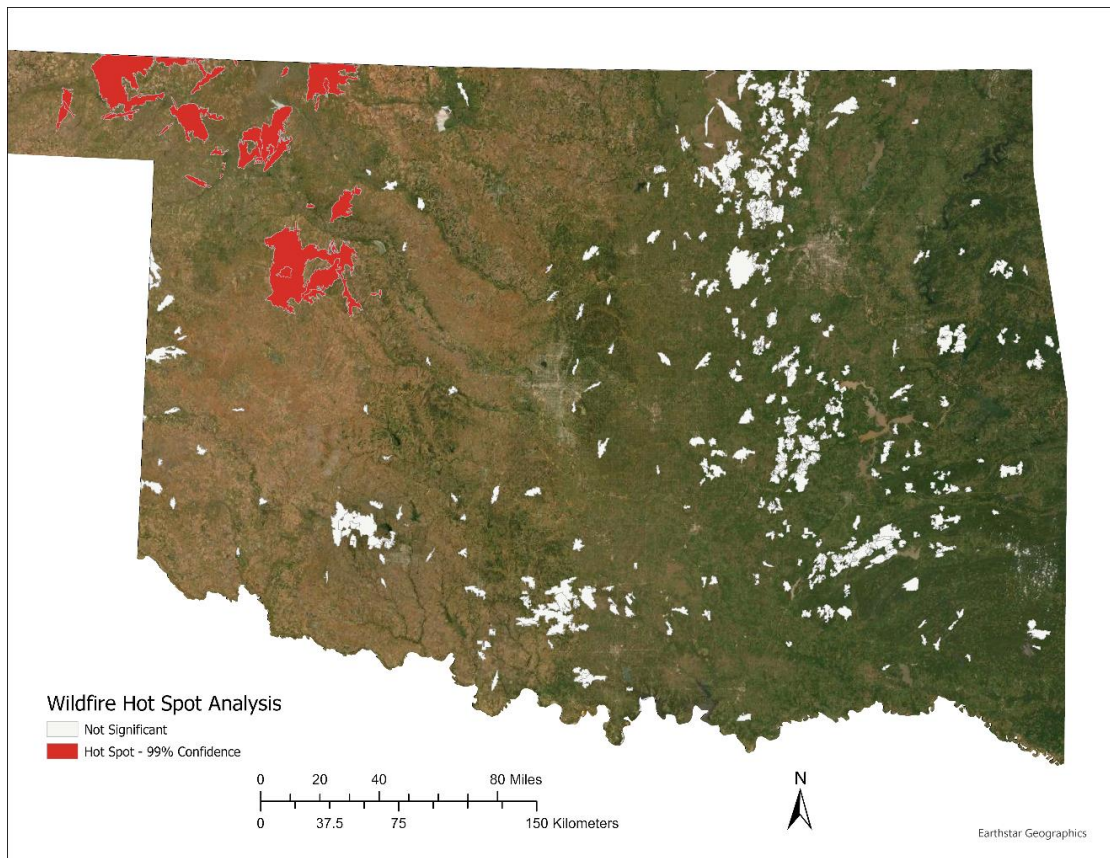 Wildfire Hot Spot Analysis
Not Significant
Hot Spot - 99% Confidence
0 20 40 80 Miles
0 37.5 75 150 Kilometers
N
Earthstar Geographics